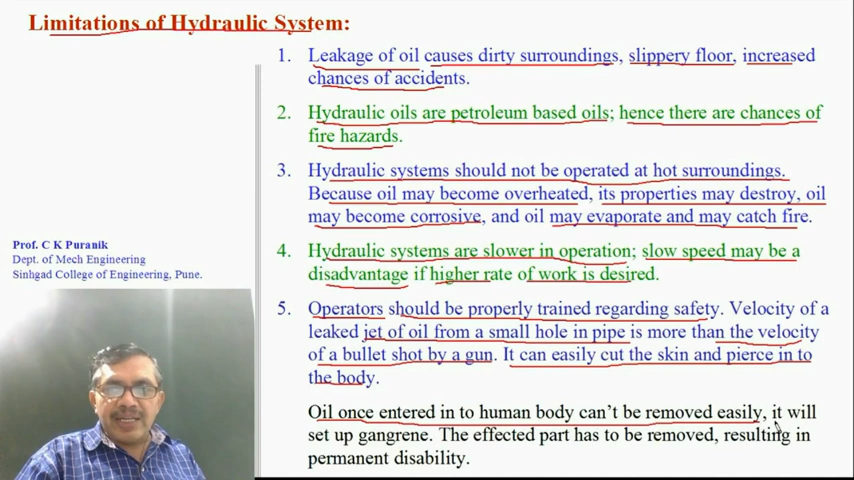 Limitations of Hydraulic System:
1. Leakage of oil causes dirty surroundings, slippery floor, increased
chances of accidents.
2. Hydraulic oils are petroleum based oils; hence there are chances of
fire hazards.
3. Hydraulic systems should not be operated at hot surroundings.
Because oil may become overheated, its properties may destroy, oil
may become corrosive, and oil may evaporate and may catch fire.
4. Hydraulic systems are slower in operation; slow speed may be a
disadvantage if higher rate of work is desired.
5. Operators should be properly trained regarding safety. Velocity of a
leaked jet of oil from a small hole in pipe is more than the velocity
of a bullet shot by a gun. It can easily cut the skin and pierce in to
the body.
Oil once entered in to human body can't be removed easily, it will
set up gangrene. The effected part has to be removed, resulting in
permanent disability.
Prof. C K Puranik
Dept. of Mech Engineering
Sinhgad College of Engineering, Pune.